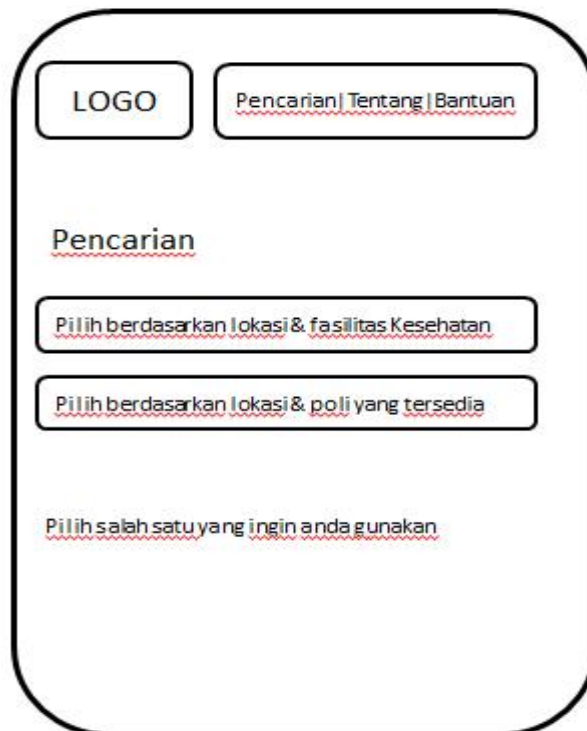 LOGO
Pencarian| Tentang|Bantuan
Pencarian
Pilih berdasarkan lokasi& fasilitas Kesehatan
Pilih berdasarkan lokasi& poli yang tersedia
Pilih salah satu yang ingin anda gunakan